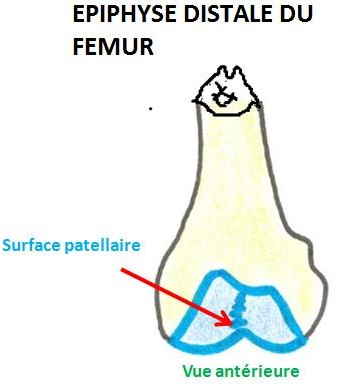 EPIPHYSE DISTALE DU
FEMUR
Surface patellaire
Vue antérieure